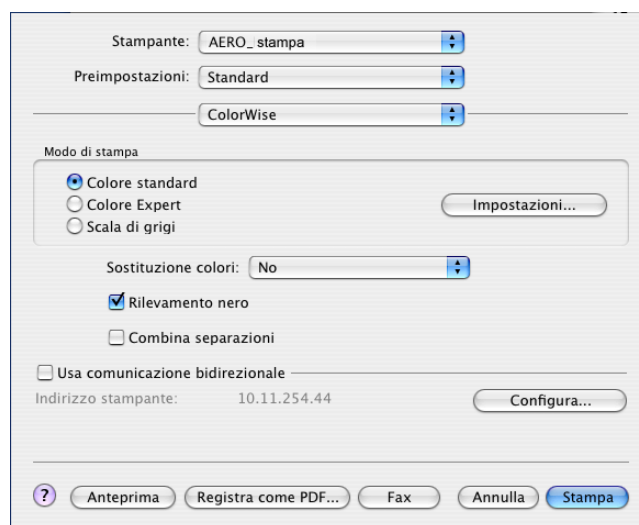 Stampante: AERO_ stampa
Preimpostazioni: Standard
ColorWise
Modo di stampa
Colore standard
Colore Expert
Impostazioni...
Scala di grigi
Sostituzione colori: No
Rilevamento nero
Combina separazioni
Usa comunicazione bidirezionale
Indirizzo stampante: 10.11.254.44
Configura...
? Anteprima Registra come PDF... Fax Annulla Stampa